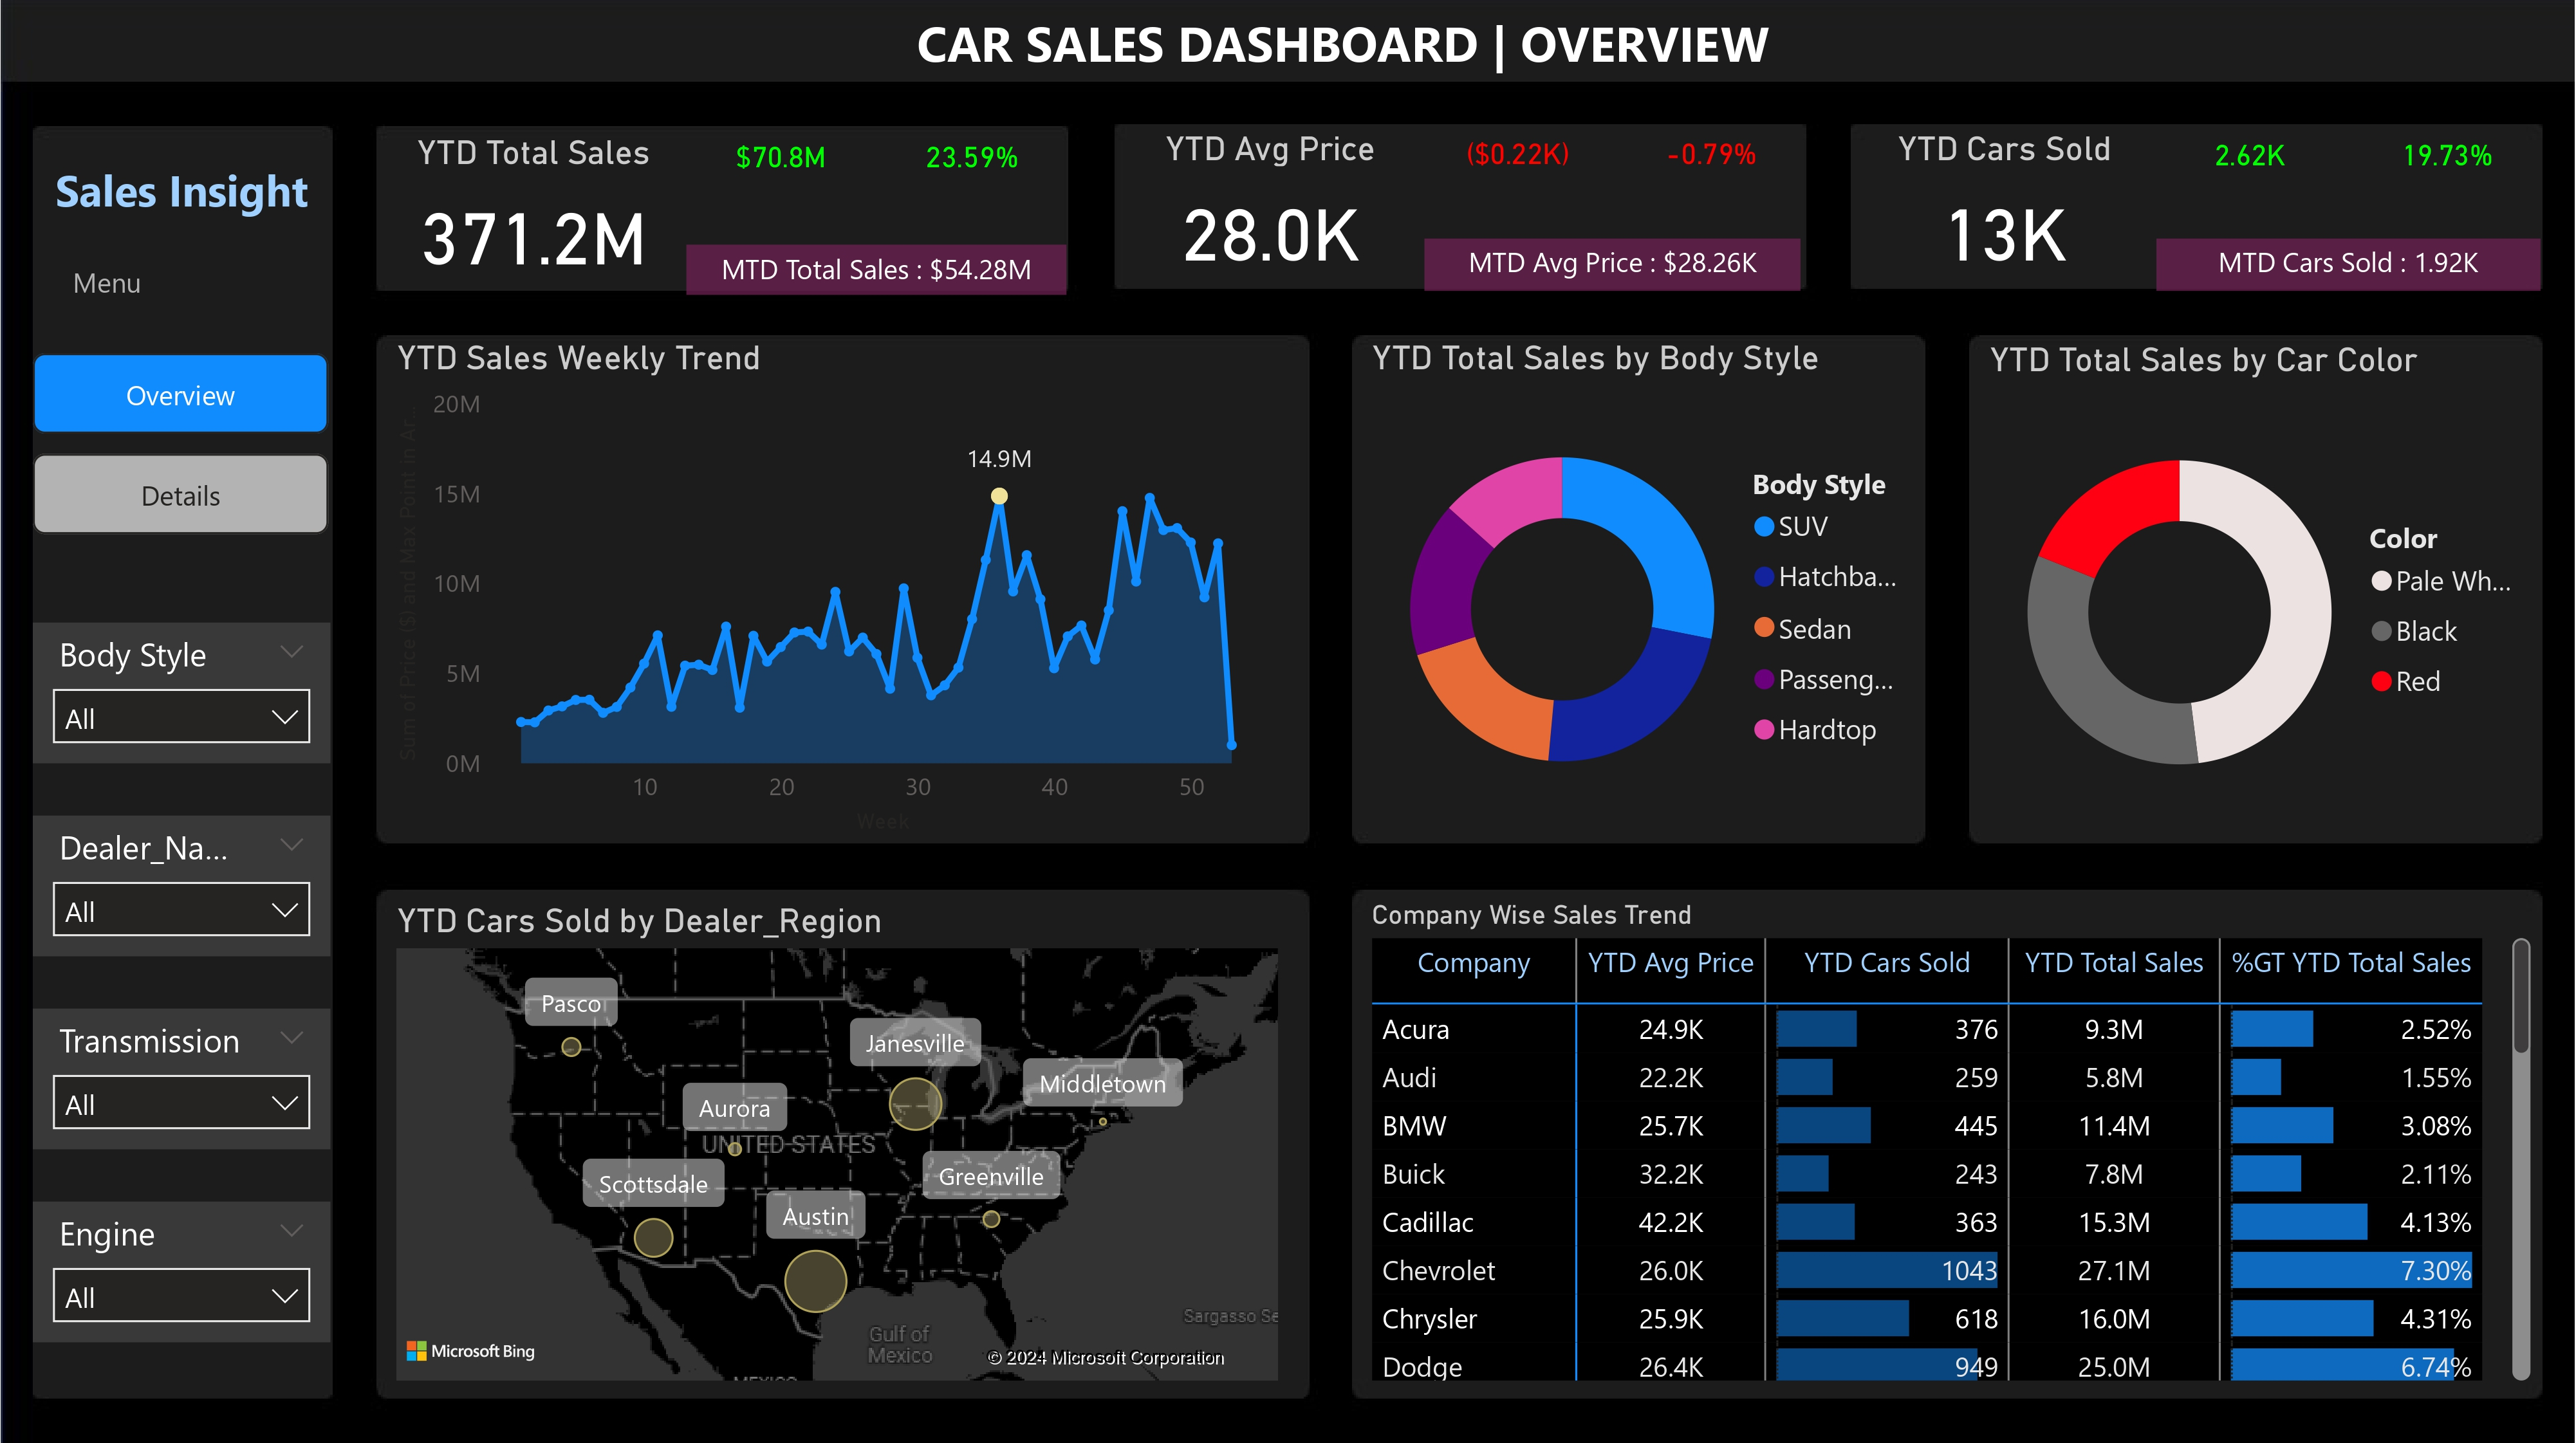 CAR SALES DASHBOARD | OVERVIEW
Sales Insight
Menu
Overview
Details
Body Style
All
Dealer_Na...
All
Transmission
All
Engine
All
YTD Total Sales
$70.8M
23.59%
371.2M
MTD Total Sales : $54.28M
YTD Avg Price
($0.22K)
-0.79%
28.0K
MTD Avg Price : $28.26K
YTD Cars Sold
2.62K
19.73%
13K
MTD Cars Sold : 1.92K
YTD Sales Weekly Trend
Sum of Price ($) and Max Point in Ar...
20M
15M
10M
5M
0M
14.9M
10 20 30 40 50
Week
YTD Total Sales by Body Style
Body Style
SUV
Hatchba...
Sedan
Passeng...
Hardtop
YTD Total Sales by Car Color
Color
Pale Wh...
Black
Red
YTD Cars Sold by Dealer_Region
Pasco
Janesville
Middletown
Aurora
UNITED STATES
Scottsdale
Greenville
Austin
Sargasso Se
Gulf of
Mexico
Microsoft Bing
© 2024 Microsoft Corporation
MEXICO
Company Wise Sales Trend
Company YTD Avg Price YTD Cars Sold YTD Total Sales %GT YTD Total Sales
Acura 24.9K 376 9.3M 2.52%
Audi 22.2K 259 5.8M 1.55%
BMW 25.7K 445 11.4M 3.08%
Buick 32.2K 243 7.8M 2.11%
Cadillac 42.2K 363 15.3M 4.13%
Chevrolet 26.0K 1043 27.1M 7.30%
Chrysler 25.9K 618 16.0M 4.31%
Dodge 26.4K 949 25.0M 6.74%